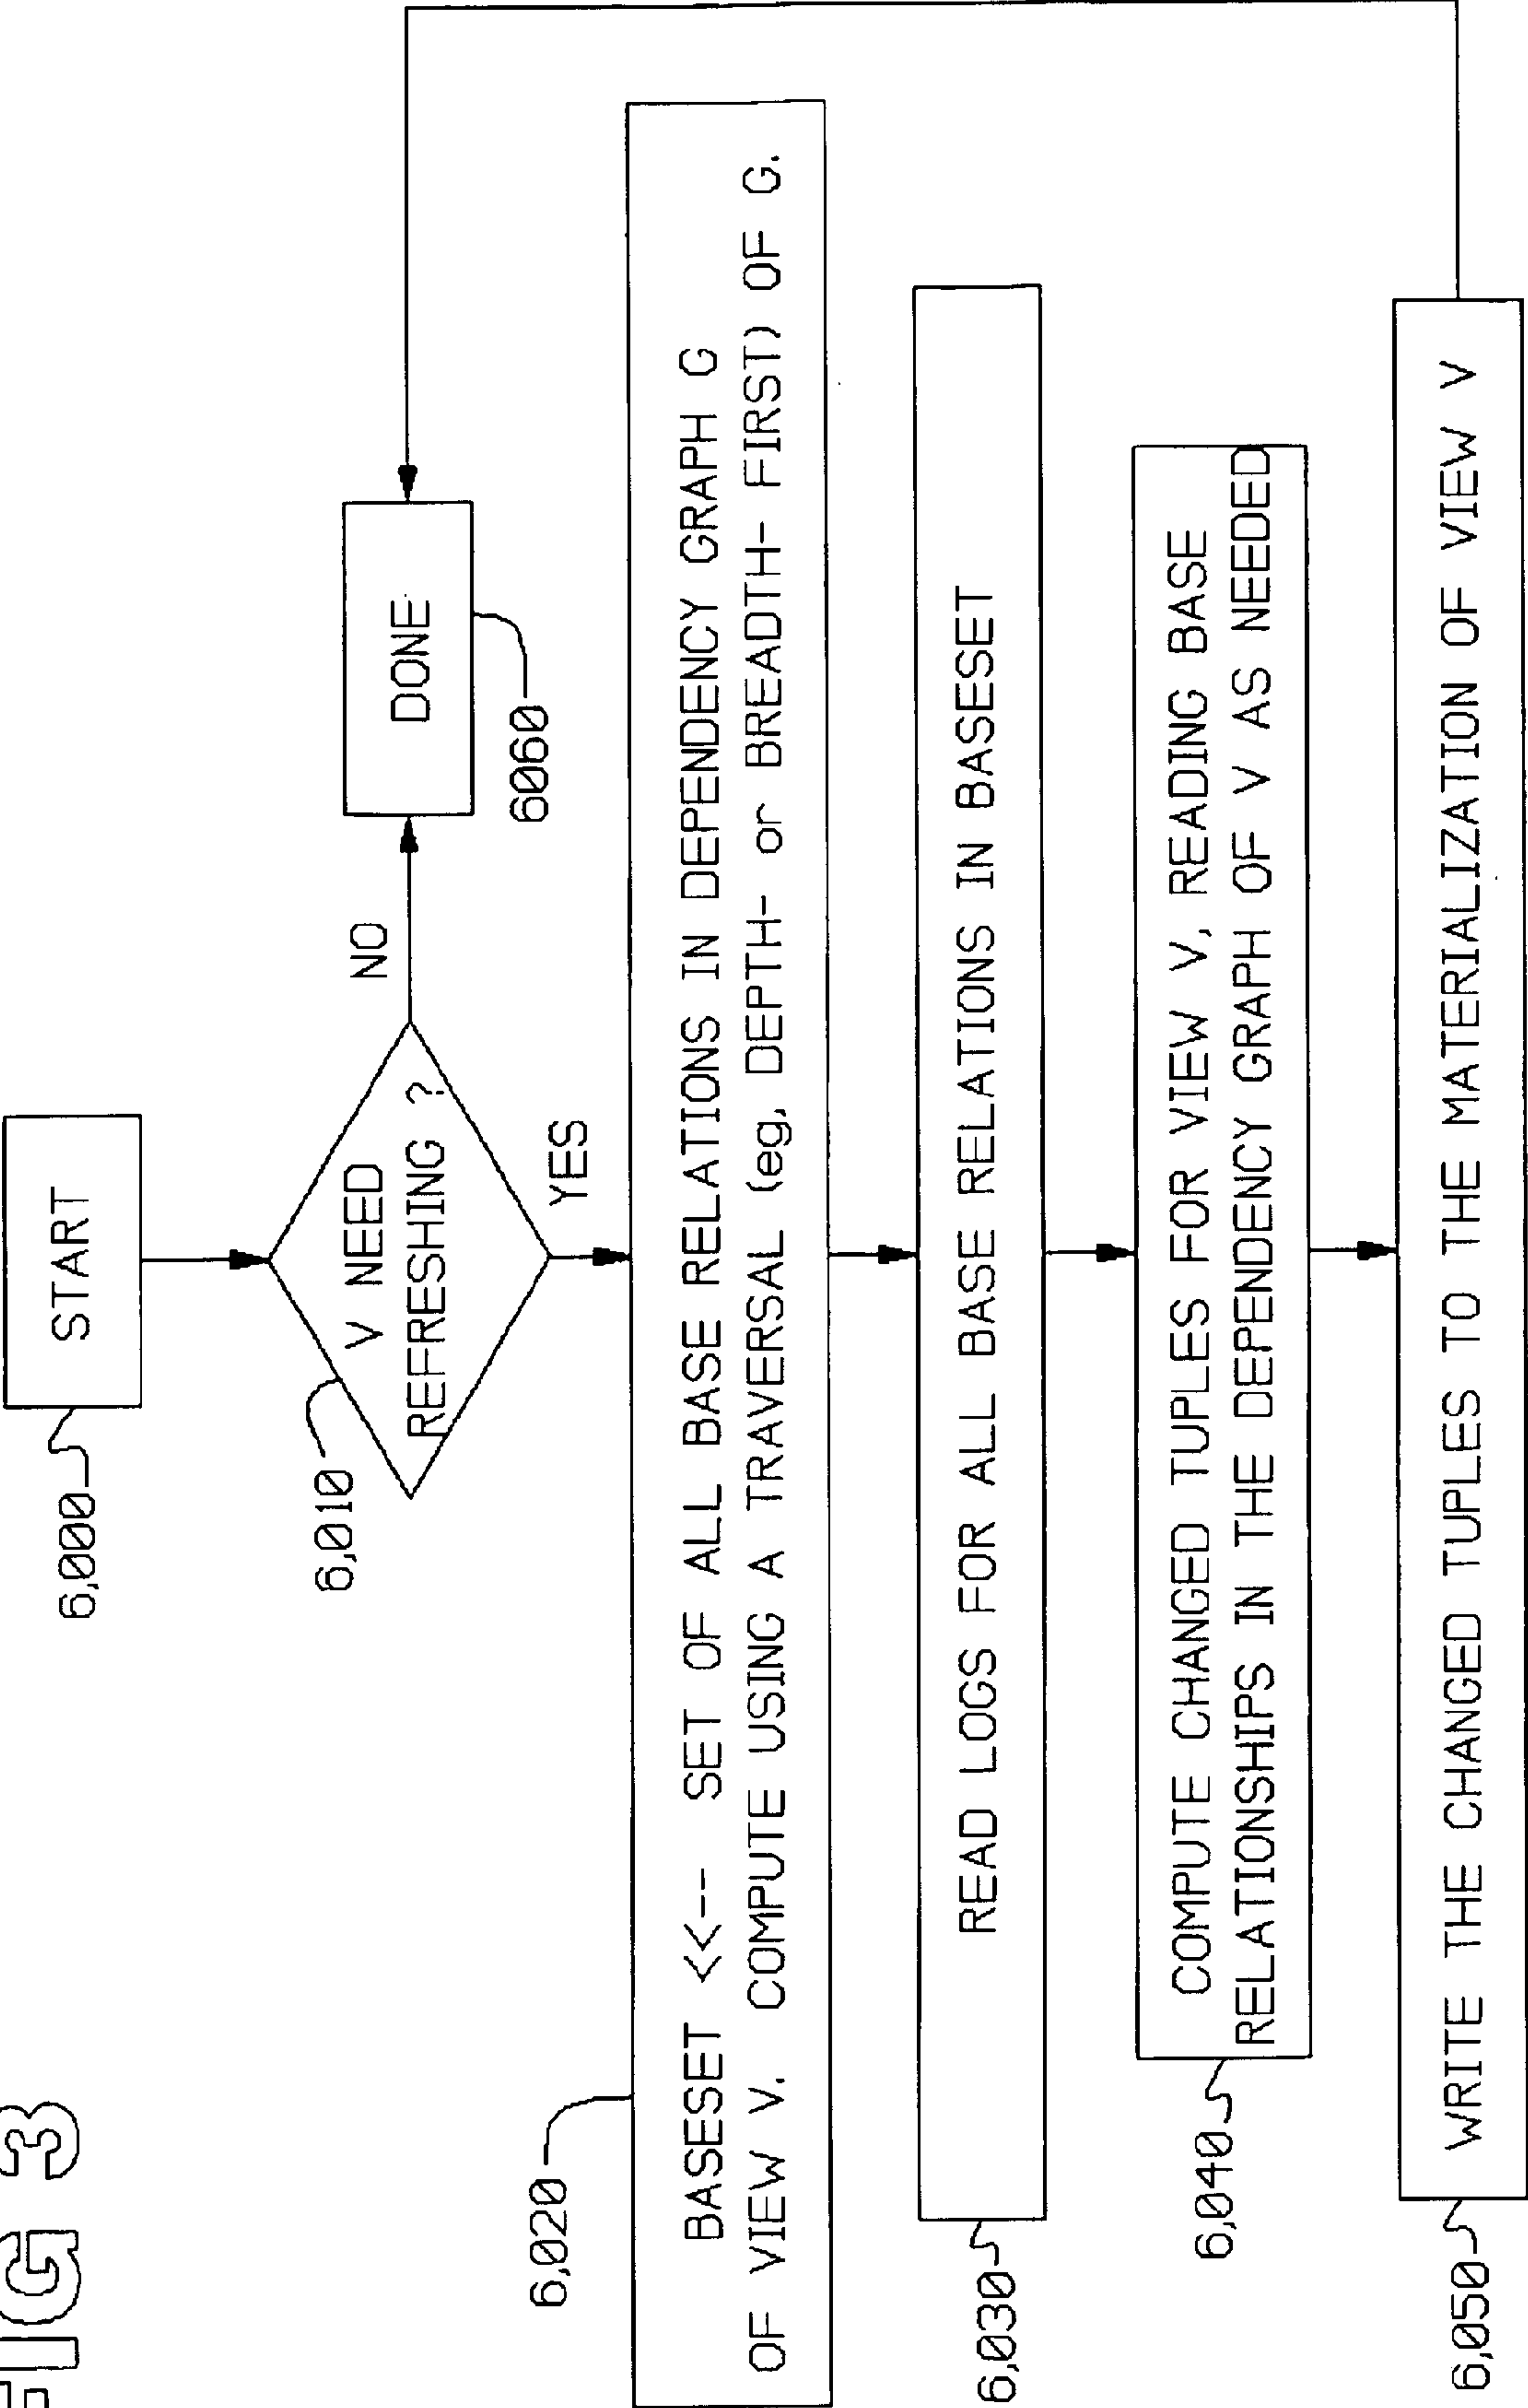 FIG 3
START
6,000
V NEED
REFRESHING ?
6,010
NO
DONE
6060
YES
BASESET <<-- SET OF ALL BASE RELATIONS IN DEPENDENCY GRAPH G
OF VIEW V. COMPUTE USING A TRAVERSAL (eg, DEPTH- or BREADTH- FIRST) OF G.
6,020
READ LOGS FOR ALL BASE RELATIONS IN BASESET
6,030
COMPUTE CHANGED TUPLES FOR VIEW V, READING BASE
RELATIONSHIPS IN THE DEPENDENCY GRAPH OF V AS NEEDED
6,040
WRITE THE CHANGED TUPLES TO THE MATERIALIZATION OF VIEW V
6,050